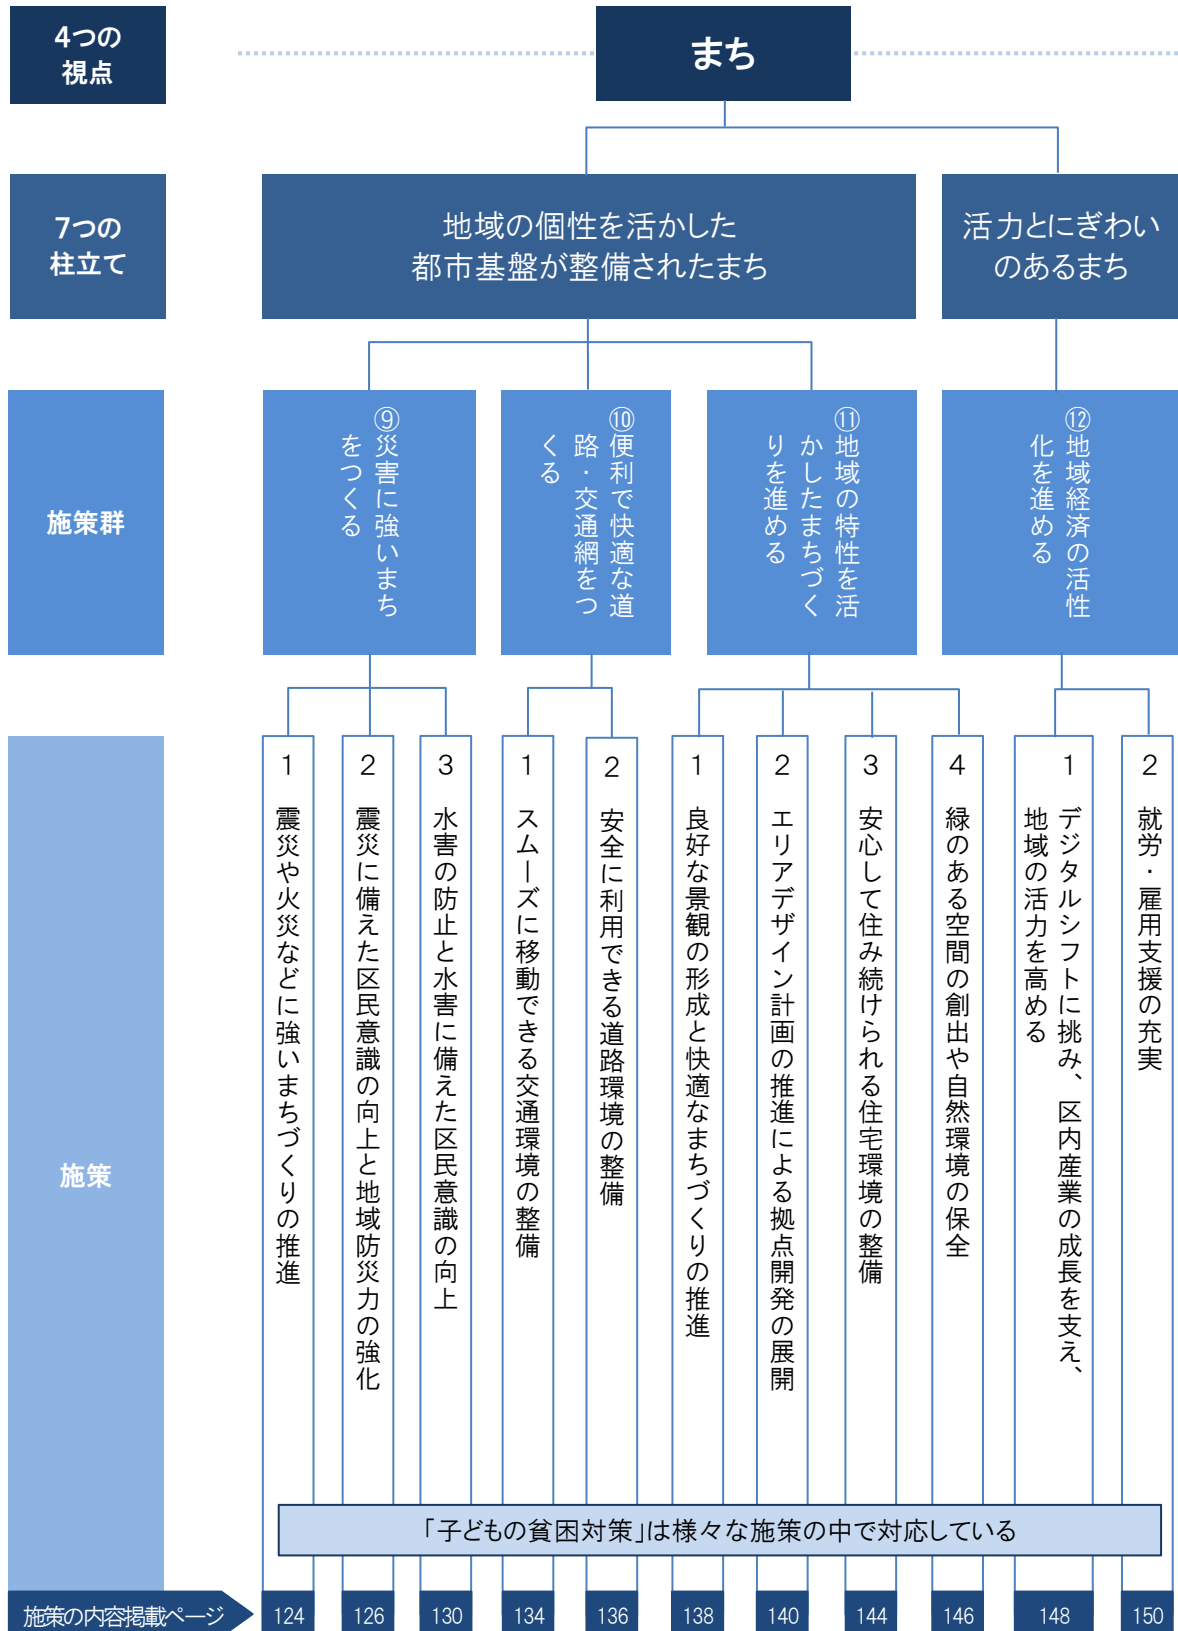 4つの
視点
まち
7つの
柱立て
地域の個性を活かした
都市基盤が整備されたまち
活力とにぎわい
のあるまち
施策群
⑨災害に強いまち
をつくる
⑩便利で快適な道
路・交通網をつ
くる
⑪地域の特性を活
かしたまちづく
りを進める
⑫地域経済の活性
化を進める
施策
1 震災や火災などに強いまちづくりの推進
2 震災に備えた区民意識の向上と地域防災力の強化
3 水害の防止と水害に備えた区民意識の向上
1 スムーズに移動できる交通環境の整備
2 安全に利用できる道路環境の整備
1 良好な景観の形成と快適なまちづくりの推進
2 エリアデザイン計画の推進による拠点開発の展開
3 安心して住み続けられる住宅環境の整備
4 緑のある空間の創出や自然環境の保全
1 デジタルシフトに挑み、区内産業の成長を支え、
地域の活力を高める
2 就労・雇用支援の充実
「子どもの貧困対策」は様々な施策の中で対応している
施策の内容掲載ページ
124
126
130
134
136
138
140
144
146
148
150